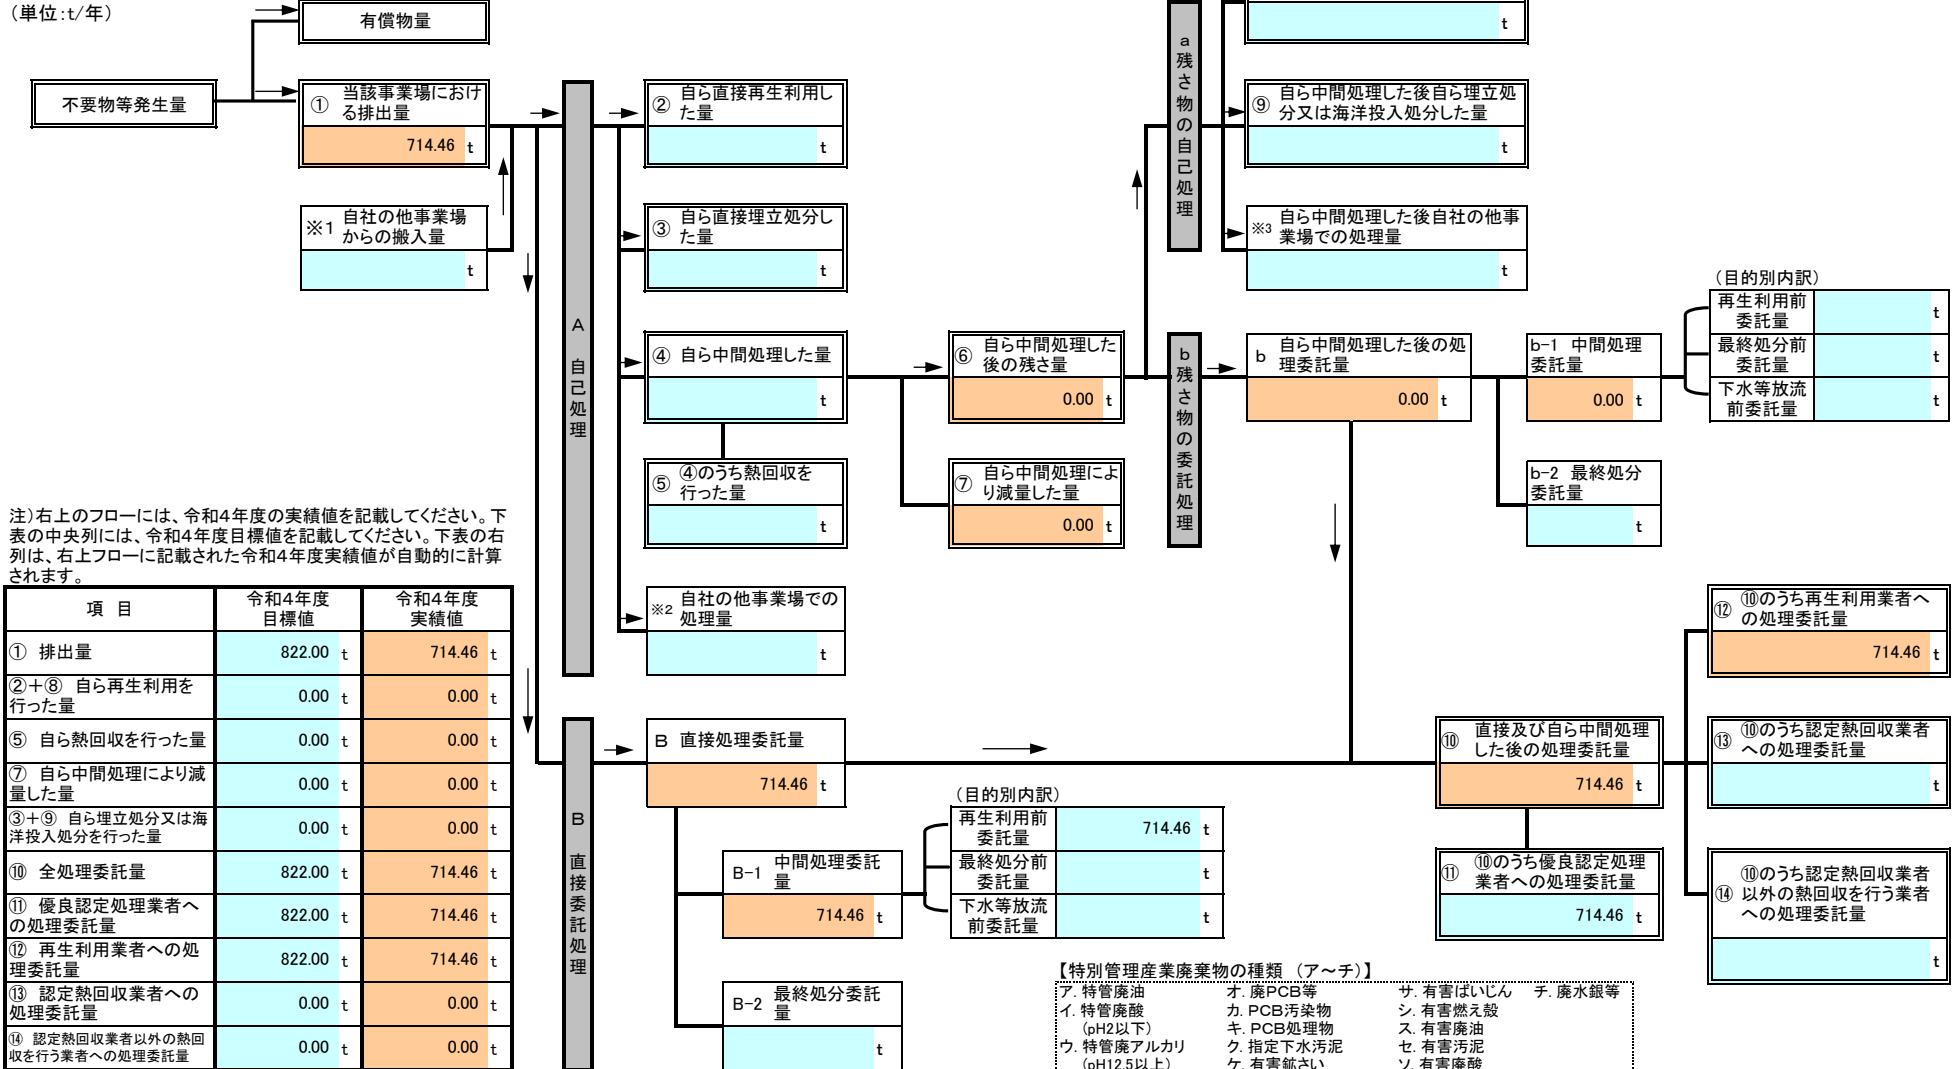 （単位：t/年）
有償物量
不要物等発生量
① 当該事業場におけ
る排出量
714.46 t
※1 自社の他事業場
からの搬入量
t
A 自己処理
② 自ら直接再生利用し
た量
t
③ 自ら直接埋立処分し
た量
t
④ 自ら中間処理した量
t
⑤ ④のうち熱回収を
行った量
t
※2 自社の他事業場での
処理量
t
⑥ 自ら中間処理した
後の残さ量
0.00 t
⑦ 自ら中間処理によ
り減量した量
0.00 t
a残さ物の自己処理
t
⑨ 自ら中間処理した後自ら埋立処
分又は海洋投入処分した量
t
※3 自ら中間処理した後自社の他事
業場での処理量
t
b残さ物の委託処理
b 自ら中間処理した後の処
理委託量
0.00 t
b-1 中間処理
委託量
0.00 t
（目的別内訳）
再生利用前
委託量
t
最終処分前
委託量
t
下水等放流
前委託量
t
b-2 最終処分
委託量
t
注）右上のフローには、令和4年度の実績値を記載してください。下
表の中央列には、令和4年度目標値を記載してください。下表の右
列は、右上フローに記載された令和4年度実績値が自動的に計算
されます。
項 目
令和4年度
目標値
令和4年度
実績値
① 排出量 822.00 t 714.46 t
②＋⑧ 自ら再生利用を
行った量
0.00 t 0.00 t
⑤ 自ら熱回収を行った量 0.00 t 0.00 t
⑦ 自ら中間処理により減
量した量
0.00 t 0.00 t
③＋⑨ 自ら埋立処分又は海
洋投入処分を行った量
0.00 t 0.00 t
⑩ 全処理委託量 822.00 t 714.46 t
⑪ 優良認定処理業者へ
の処理委託量
822.00 t 714.46 t
⑫ 再生利用業者への処
理委託量
822.00 t 714.46 t
⑬ 認定熱回収業者への
処理委託量
0.00 t 0.00 t
⑭ 認定熱回収業者以外の熱回
収を行う業者への処理委託量
0.00 t 0.00 t
B 直接委託処理
B 直接処理委託量
714.46 t
B-1 中間処理委託
量
714.46 t
（目的別内訳）
再生利用前
委託量
714.46 t
最終処分前
委託量
t
下水等放流
前委託量
t
B-2 最終処分委託
量
t
⑩ 直接及び自ら中間処理
した後の処理委託量
714.46 t
⑪ ⑩のうち優良認定処理
業者への処理委託量
714.46 t
⑫ ⑩のうち再生利用業者へ
の処理委託量
714.46 t
⑬ ⑩のうち認定熱回収業者
への処理委託量
t
⑭ ⑩のうち認定熱回収業者
以外の熱回収を行う業者
への処理委託量
t
【特別管理産業廃棄物の種類 （ア～チ）】
ア. 特管廃油 オ. 廃PCB等 サ. 有害ばいじん チ. 廃水銀等
イ. 特管廃酸 カ. PCB汚染物 シ. 有害燃え殻
（pH2以下） キ. PCB処理物 ス. 有害廃油
ウ. 特管廃アルカリ ク. 指定下水汚泥 セ. 有害汚泥
（pH12.5以上） ケ. 有害鉱さい ソ. 有害廃酸